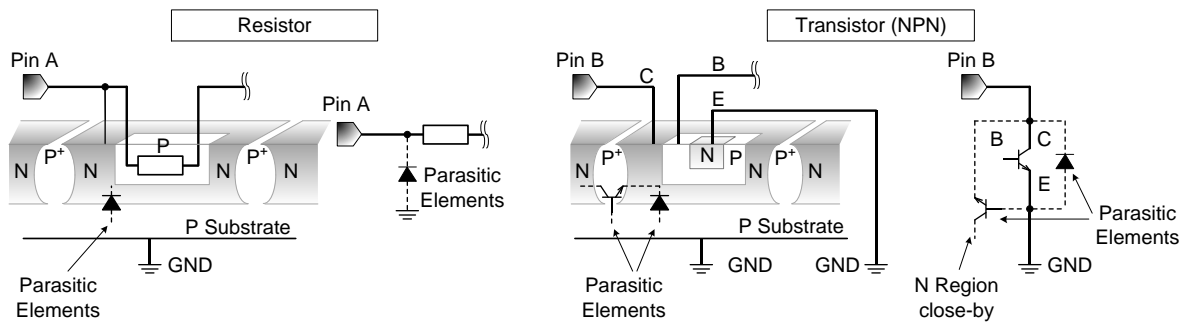 Resistor
Transistor (NPN)
Pin A
Pin B
C
B
E
Pin B
Pin A
N
P+
N
P
P+
N
N
P+
N
N
P
P+
N
B
C
E
Parasitic
Elements
Parasitic
Elements
P Substrate
P Substrate
GND
GND
GND
GND
Parasitic
Elements
Parasitic
Elements
N Region
close-by